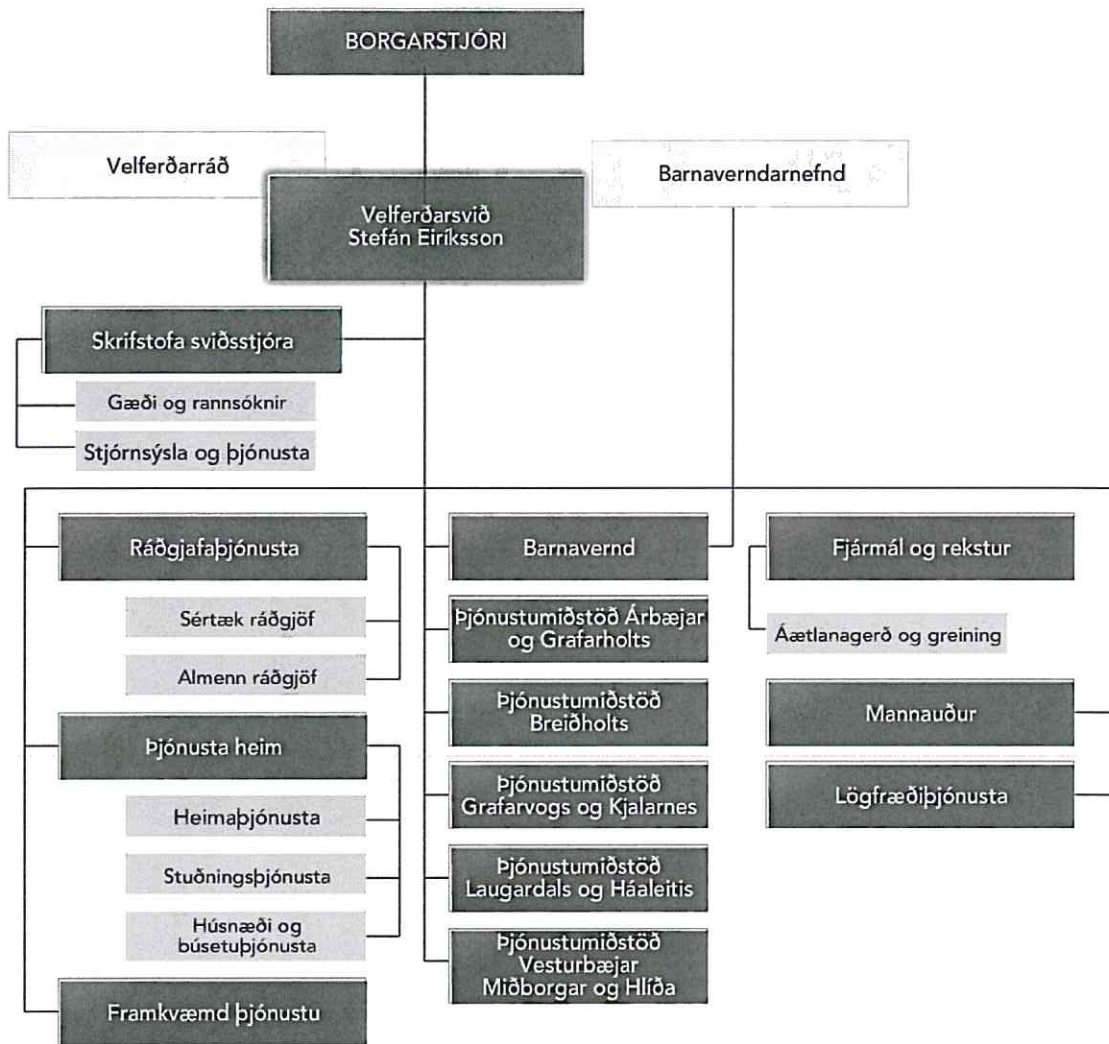 BORGARSTJÓRI
Velferðarráð
Velferðarsvið
Stefán Eiríksson
Barnaverndarnefnd
Skrifstofa sviðsstjóra
Gæði og rannsóknir
Stjórnsýsla og þjónusta
Ráðgjafaþjónusta
Sértæk ráðgjöf
Almenn ráðgjöf
Þjónusta heim
Heimaþjónusta
Stuðningsþjónusta
Húsnæði og
búsetuþjónusta
Framkvæmd þjónustu
Barnavernd
Þjónustumiðstöð Árbæjar
og Grafarholts
Þjónustumiðstöð
Breiðholts
Þjónustumiðstöð
Grafarvogs og Kjalarnes
Þjónustumiðstöð
Laugardals og Háaleitis
Þjónustumiðstöð
Vesturbæjar
Miðborgar og Hlíða
Fjármál og rekstur
Áætlanagerð og greining
Mannauður
Lögfræðiþjónusta